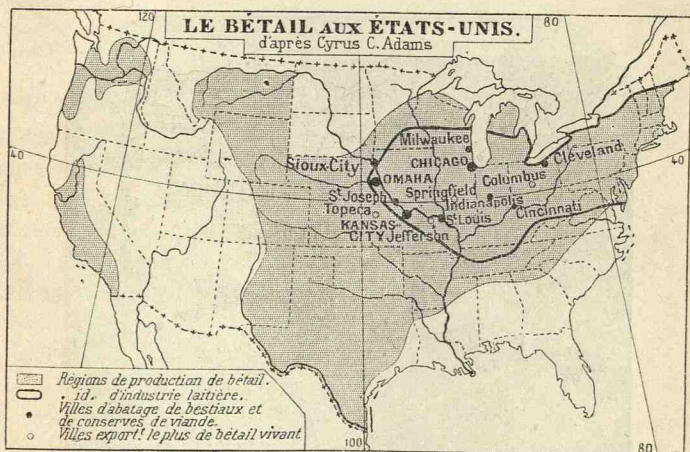 LE BÉTAIL AUX ÉTATS-UNIS.
d'après Cyrus C. Adams
120
80
40
40
Milwaukee
Sioux-City
CHICAGO
Cleveland
OMAHA
Columbus
St Joseph
Springfield
Indianapolis
Topeca
St Louis
Cincinnati
KANSAS
CITY
Jefferson
Régions de production de bétail.
id. d'industrie laitière.
Villes d'abatage de bestiaux et
de conserves de viande.
Villes export.t le plus de bétail vivant
100
80